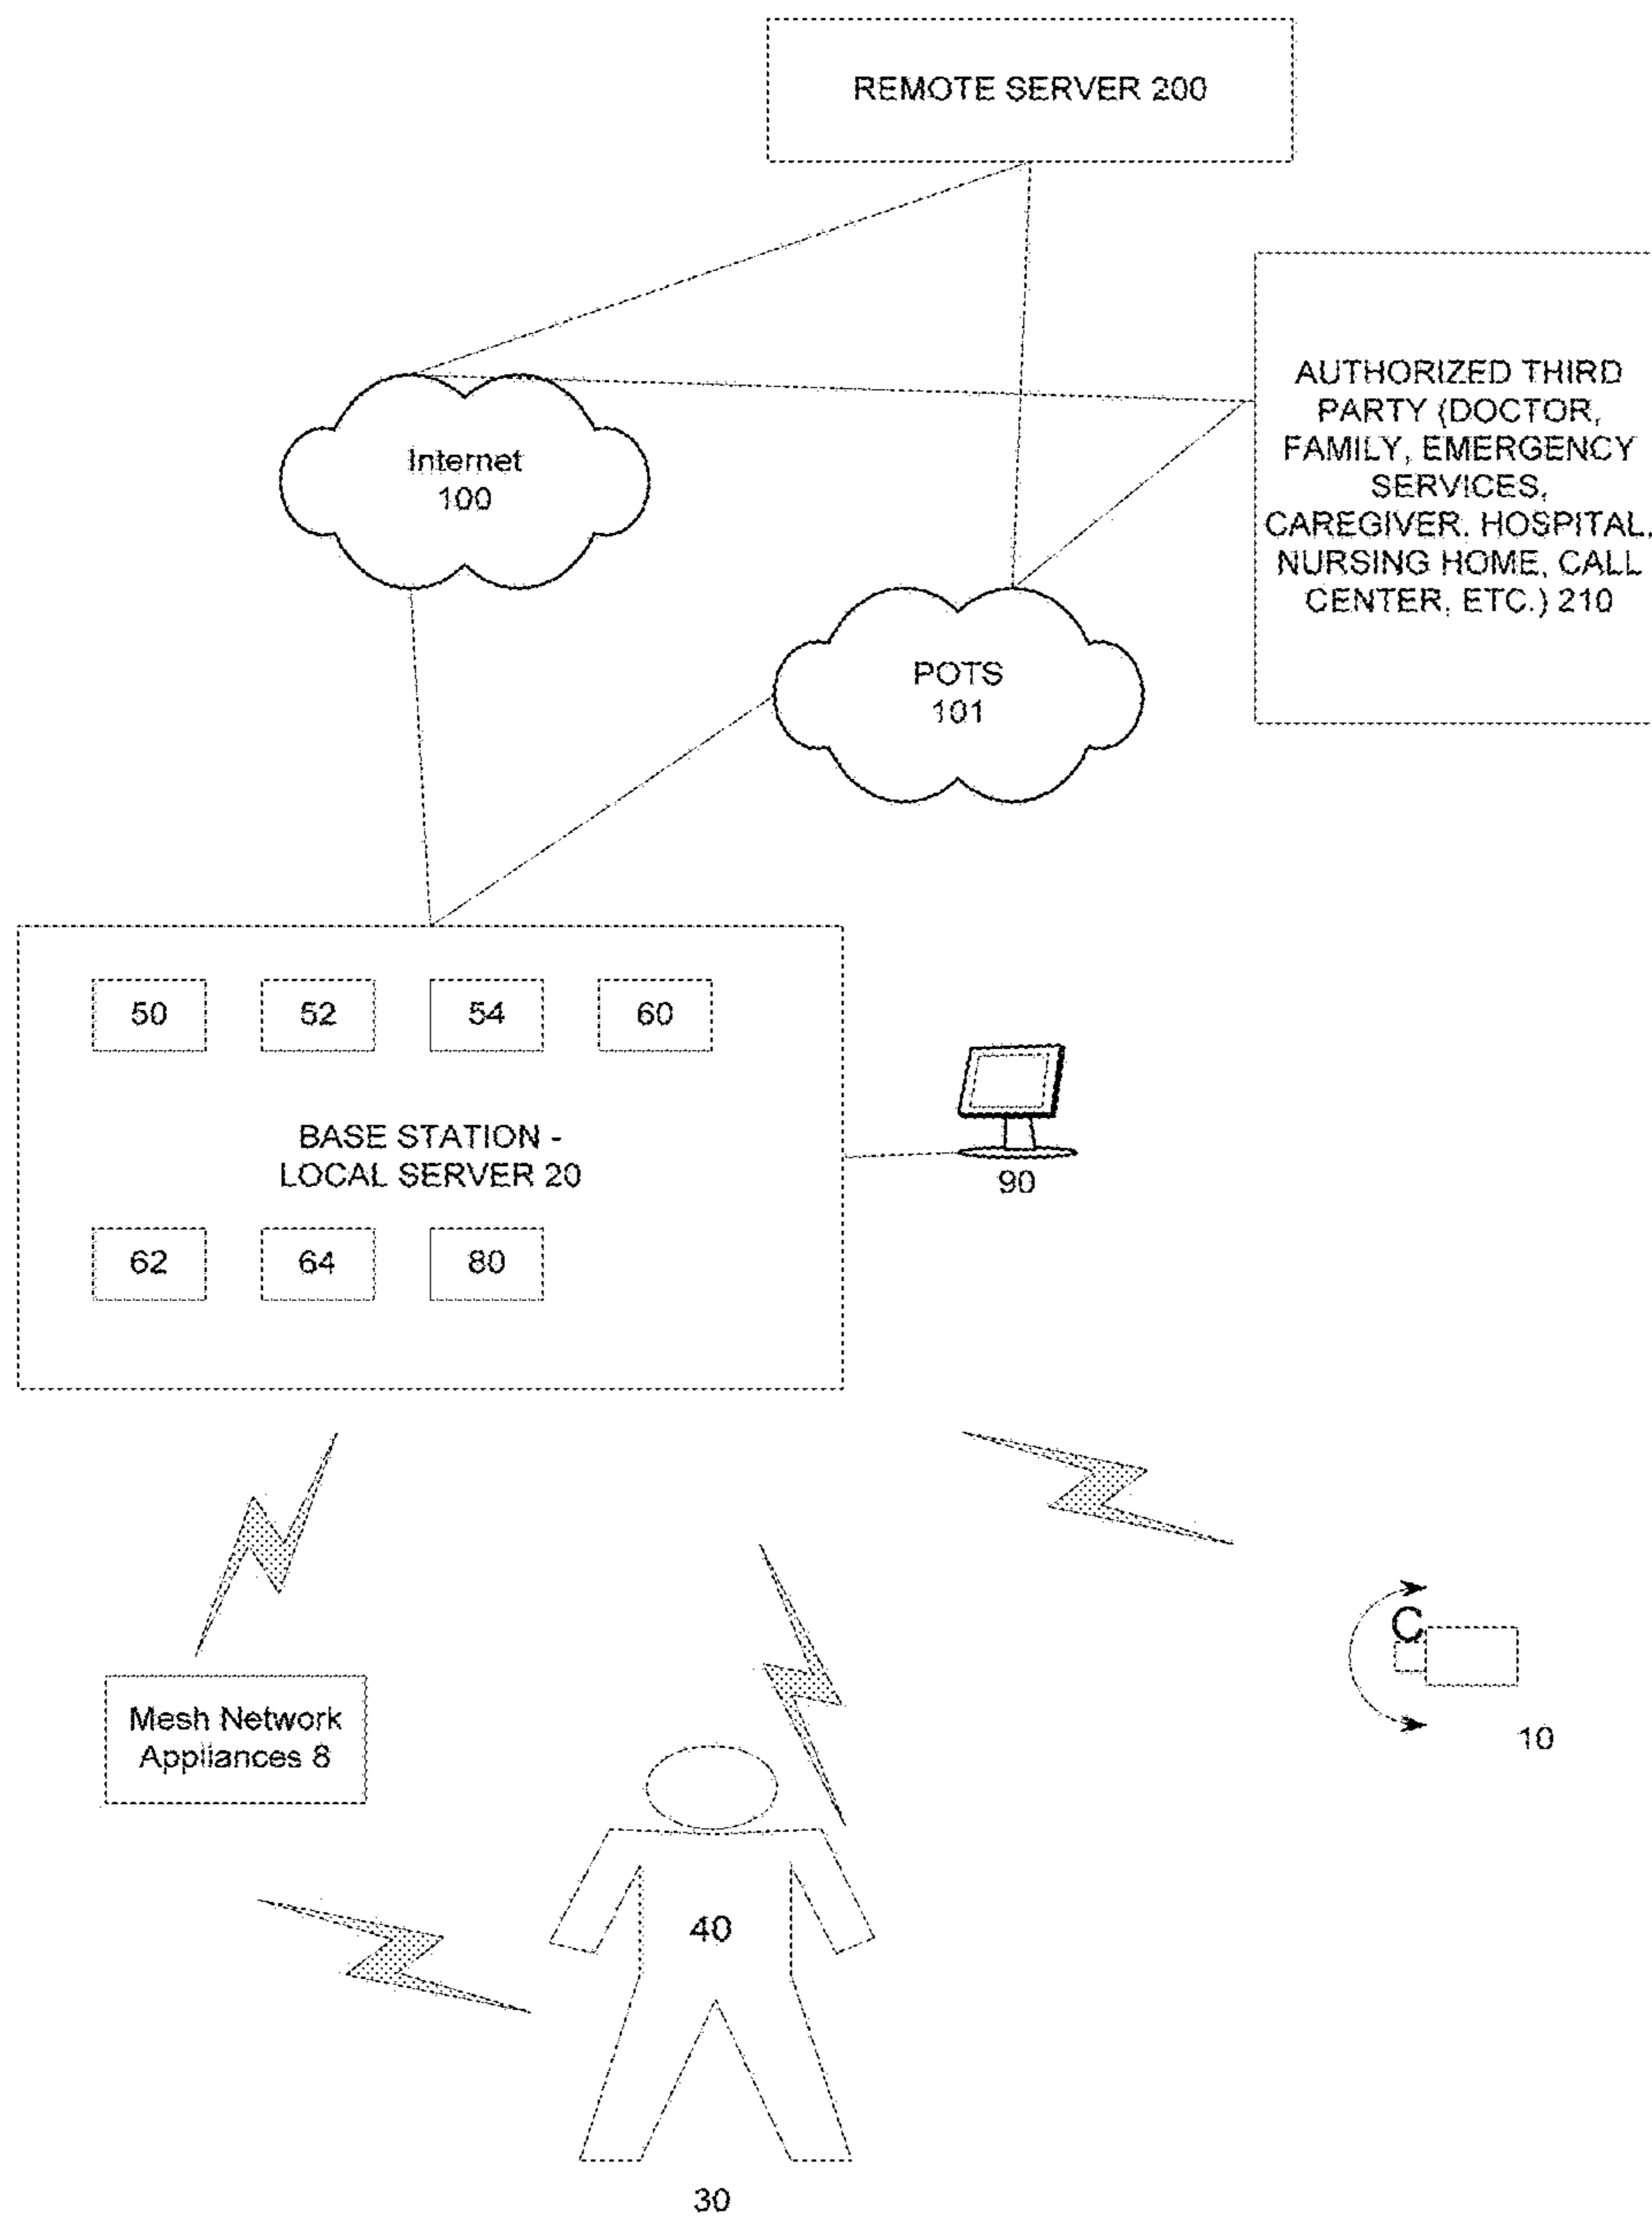 REMOTE SERVER 200
AUTHORIZED THIRD
PARTY (DOCTOR,
FAMILY, EMERGENCY
SERVICES,
CAREGIVER. HOSPITAL,
NURSING HOME, CALL
CENTER, ETC.) 210
Internet
100
POTS
101
50
52
54
60
BASE STATION -
LOCAL SERVER 20
90
62
64
80
C
10
Mesh Network
Appliances 8
40
30